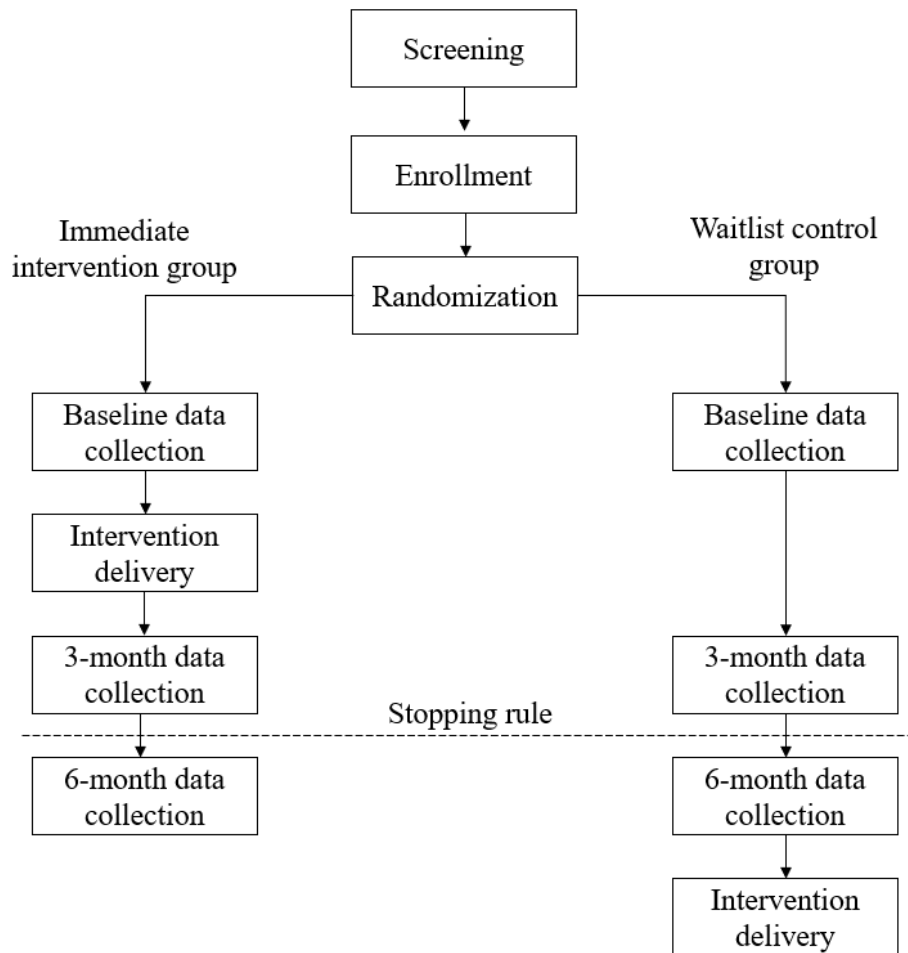 Screening
Enrollment
Immediate
intervention group
Waitlist control
group
Randomization
Baseline data
collection
Baseline data
collection
Intervention
delivery
3-month data
collection
3-month data
collection
Stopping rule
6-month data
collection
6-month data
collection
Intervention
delivery